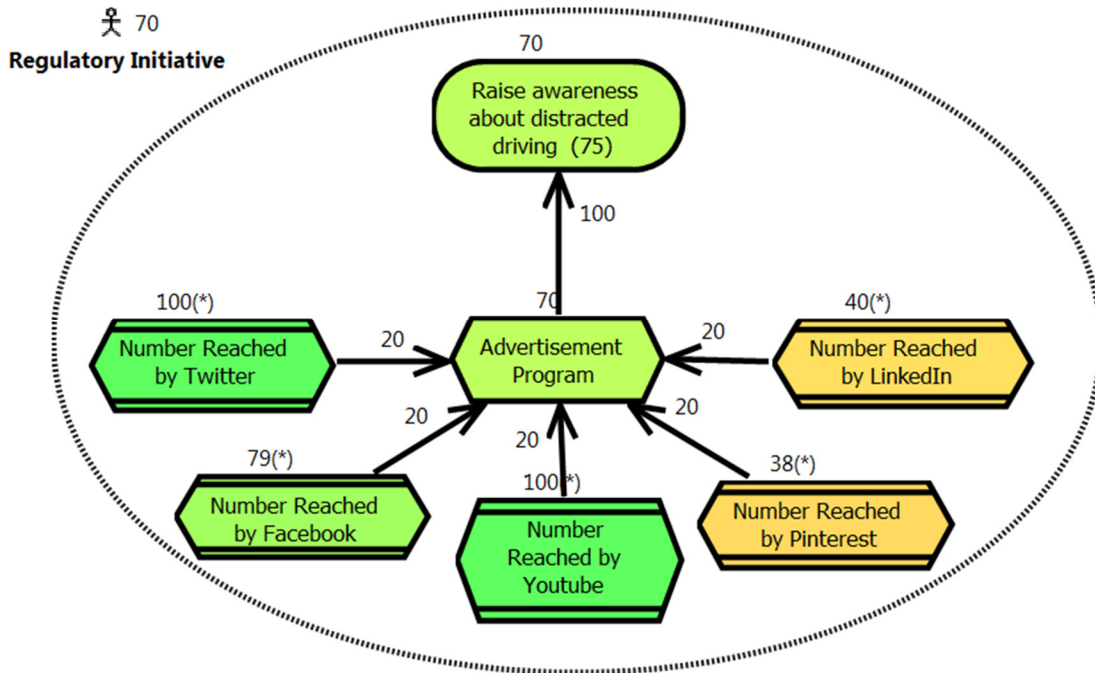 70
Regulatory Initiative
70
Raise awareness
about distracted
driving (75)
100
100(*)
Number Reached
by Twitter
20
70
Advertisement
Program
20
40(*)
Number Reached
by LinkedIn
79(*)
Number Reached
by Facebook
20
100(*)
Number
Reached by
Youtube
20
38(*)
Number Reached
by Pinterest
20